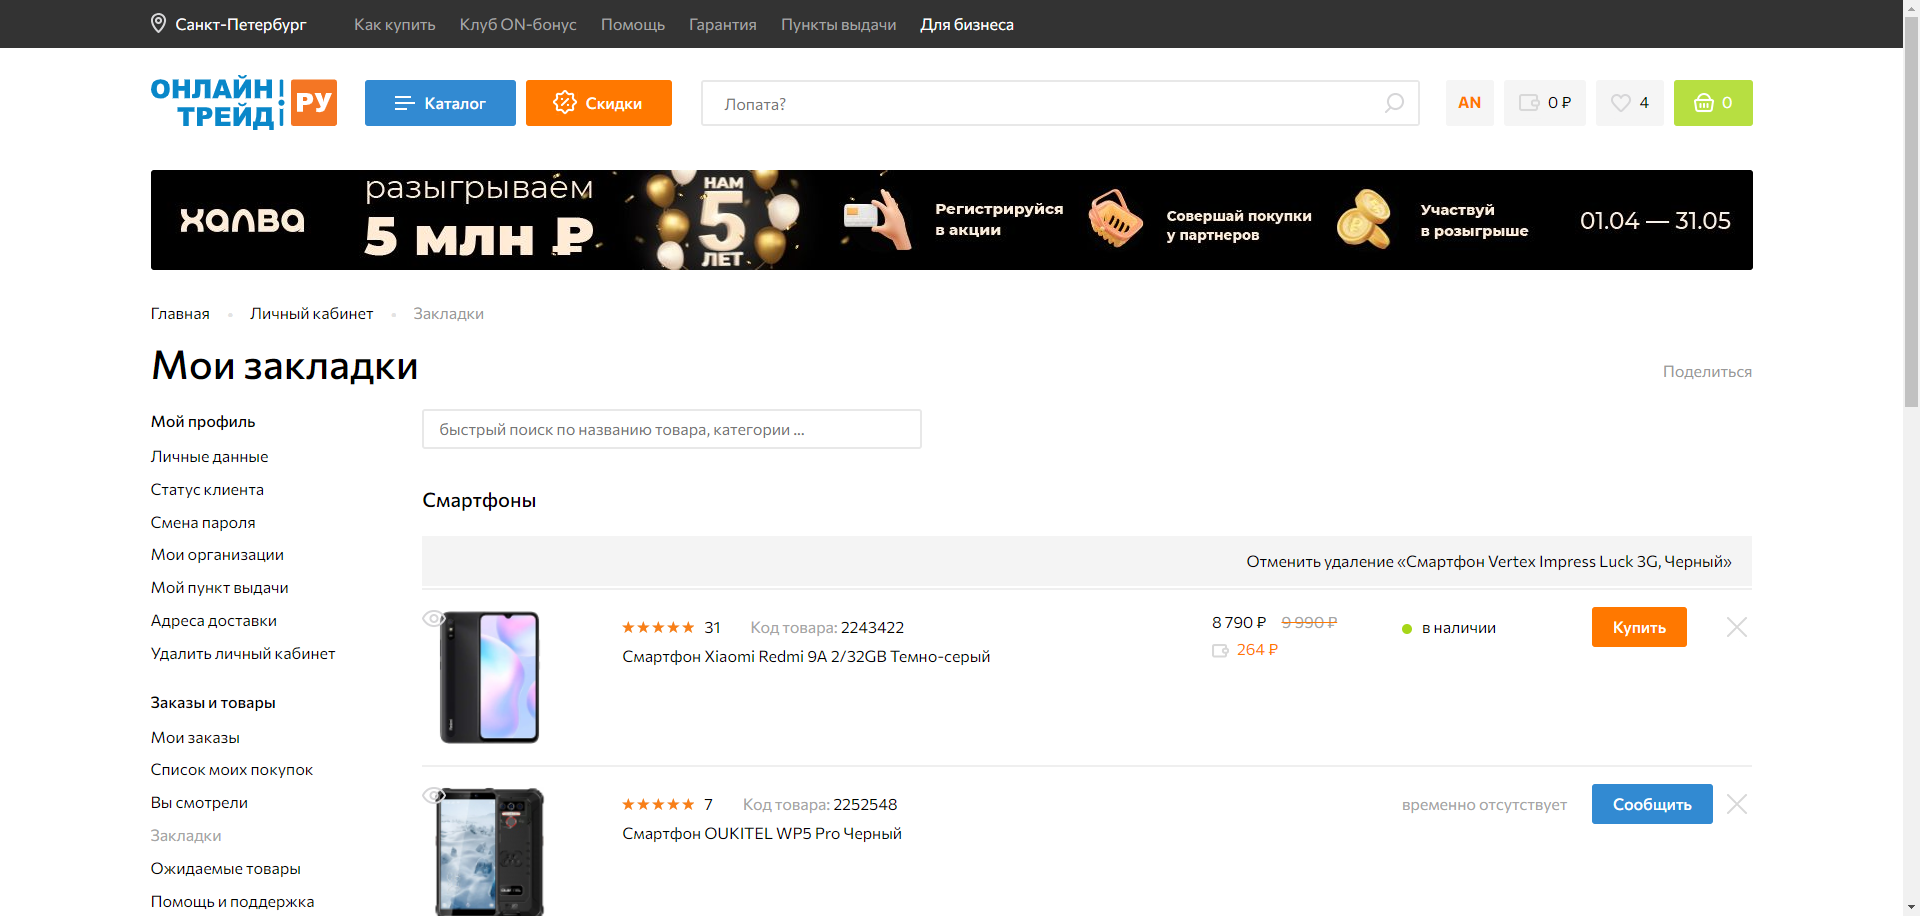 Санкт-Петербург Как купить Клуб ON-бонус Помощь Гарантия Пункты выдачи Для бизнеса
ОНЛАЙН ТРЕЙД РУ
Каталог Скидки Лопата? AN 0 ₽ 4 0
халва
разыгрываем
5 млн ₽
НАМ
5
ЛЕТ
Регистрируйся
в акции
Совершай покупки
у партнеров
Участвуй
в розыгрыше
01.04 — 31.05
Главная Личный кабинет Закладки
Мои закладки
Поделиться
Мой профиль
Личные данные
Статус клиента
Смена пароля
Мои организации
Мой пункт выдачи
Адреса доставки
Удалить личный кабинет
Заказы и товары
Мои заказы
Список моих покупок
Вы смотрели
Закладки
Ожидаемые товары
Помощь и поддержка
быстрый поиск по названию товара, категории ...
Смартфоны
Отменить удаление «Смартфон Vertex Impress Luck 3G, Черный»
31 Код товара: 2243422
Смартфон Xiaomi Redmi 9A 2/32GB Темно-серый
8 790 ₽ 9 990 ₽
264 ₽
в наличии
Купить
7 Код товара: 2252548
Смартфон OUKITEL WP5 Pro Черный
временно отсутствует
Сообщить